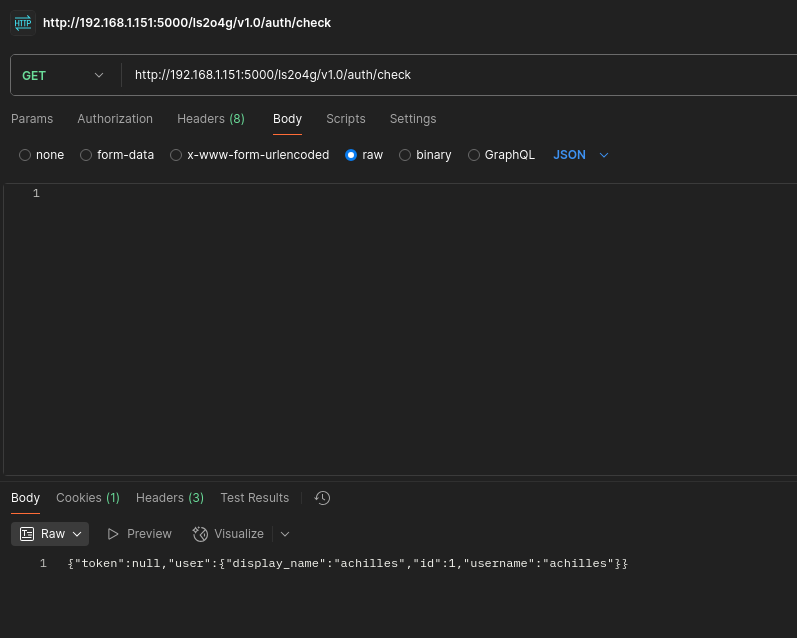 HTTP http://192.168.1.151:5000/ls2o4g/v1.0/auth/check
GET http://192.168.1.151:5000/ls2o4g/v1.0/auth/check
Params Authorization Headers (8) Body Scripts Settings
none form-data x-www-form-urlencoded raw binary GraphQL JSON
1
Body Cookies (1) Headers (3) Test Results
Raw Preview Visualize
1 {"token":null,"user":{"display_name":"achilles","id":1,"username":"achilles"}}